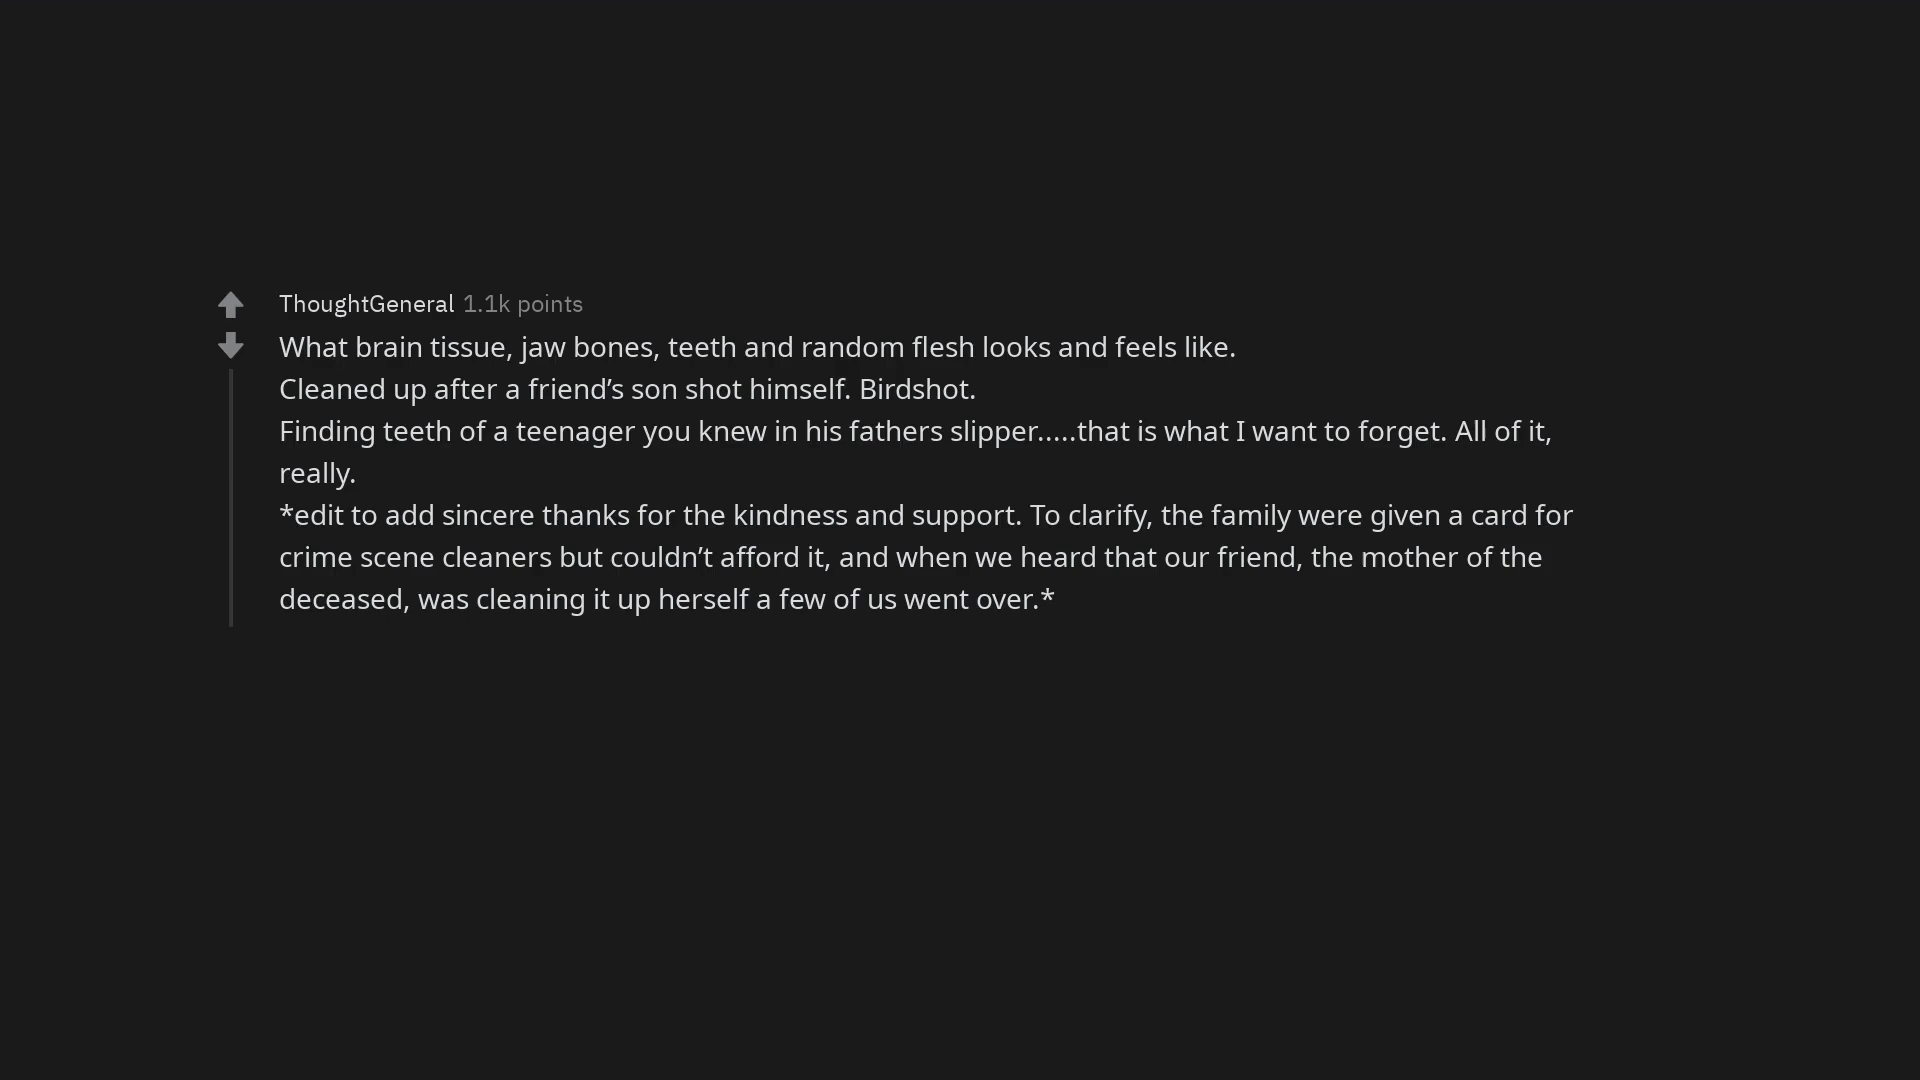 ThoughtGeneral 1.1k points
What brain tissue, jaw bones, teeth and random flesh looks and feels like.
Cleaned up after a friend’s son shot himself. Birdshot.
Finding teeth of a teenager you knew in his fathers slipper.....that is what I want to forget. All of it,
really.
*edit to add sincere thanks for the kindness and support. To clarify, the family were given a card for
crime scene cleaners but couldn’t afford it, and when we heard that our friend, the mother of the
deceased, was cleaning it up herself a few of us went over.*